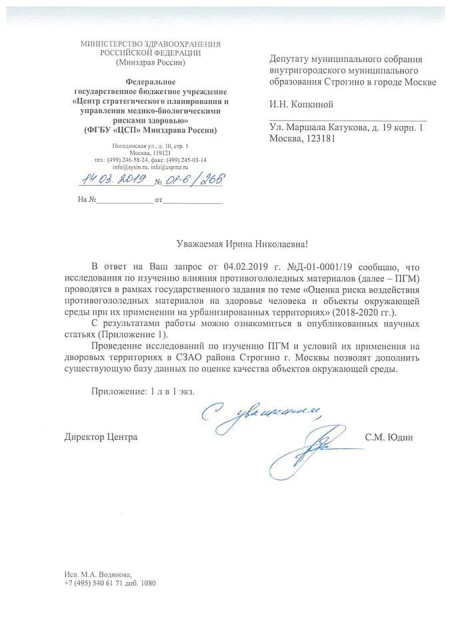 МИНИСТЕРСТВО ЗДРАВООХРАНЕНИЯ
РОССИЙСКОЙ ФЕДЕРАЦИИ
(Минздрав России)
Федеральное
государственное бюджетное учреждение
«Центр стратегического планирования и
управления медико-биологическими
рисками здоровью»
(ФГБУ «ЦСП» Минздрава России)
Погодинская ул., д. 10, стр. 1
Москва, 119121
тел.: (499) 246-58-24, факс: (499) 245-03-14
info@sysin.ru, info@cspmz.ru
14.03.2019 № 01-6/265
На № от
Депутату муниципального собрания
внутригородского муниципального
образования Строгино в городе Москве
И.Н. Копкиной
Ул. Маршала Катукова, д. 19 корп. 1
Москва, 123181
Уважаемая Ирина Николаевна!
В ответ на Ваш запрос от 04.02.2019 г. №Д-01-0001/19 сообщаю, что
исследования по изучению влияния противогололедных материалов (далее – ПГМ)
проводятся в рамках государственного задания по теме «Оценка риска воздействия
противогололедных материалов на здоровье человека и объекты окружающей
среды при их применении на урбанизированных территориях» (2018-2020 гг.).
С результатами работы можно ознакомиться в опубликованных научных
статьях (Приложение 1).
Проведение исследований по изучению ПГМ и условий их применения на
дворовых территориях в СЗАО района Строгино г. Москвы позволят дополнить
существующую базу данных по оценке качества объектов окружающей среды.
Приложение: 1 л в 1 экз.
С уважением,
Директор Центра С.М. Юдин
Исп. М.А. Водянова,
+7 (495) 540 61 71 доб. 1080